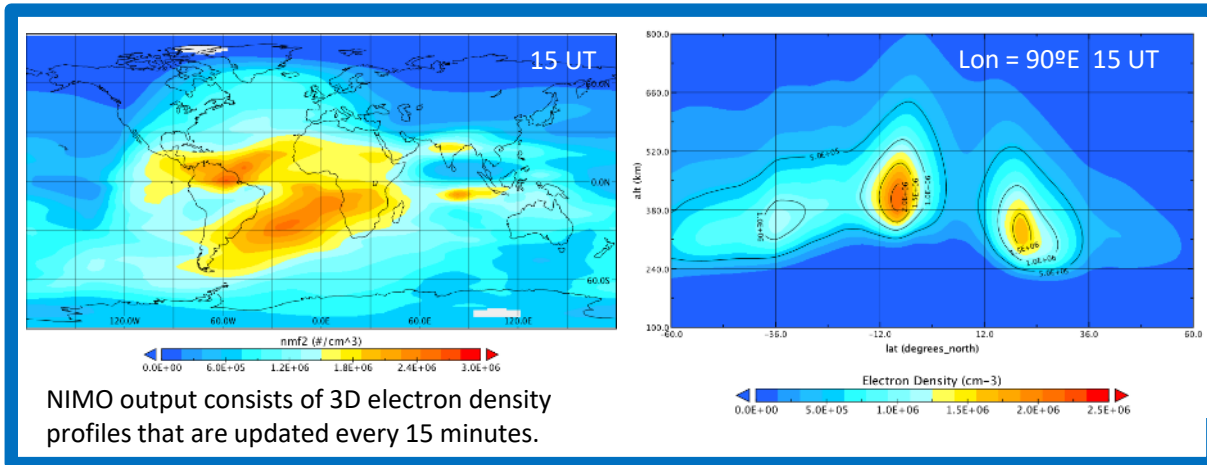 15 UT
60.0N
0.0N
60.0S
120.0W 60.0W 0.0E 60.0E 120.0E
nmf2 (#/cm^3)
0.0E+00 6.0E+05 1.2E+06 1.8E+06 2.4E+06 3.0E+06
NIMO output consists of 3D electron density
profiles that are updated every 15 minutes.
Lon = 90ºE 15 UT
800.0
660.0
520.0
380.0
240.0
100.0
alt (km)
5.0E+05
2.0E+06
1.5E+06
1.0E+06
1.0E+06
5.0E+05
-60.0 -36.0 -12.0 12.0 36.0 60.0
lat (degrees_north)
Electron Density (cm-3)
0.0E+00 5.0E+05 1.0E+06 1.5E+06 2.0E+06 2.5E+06